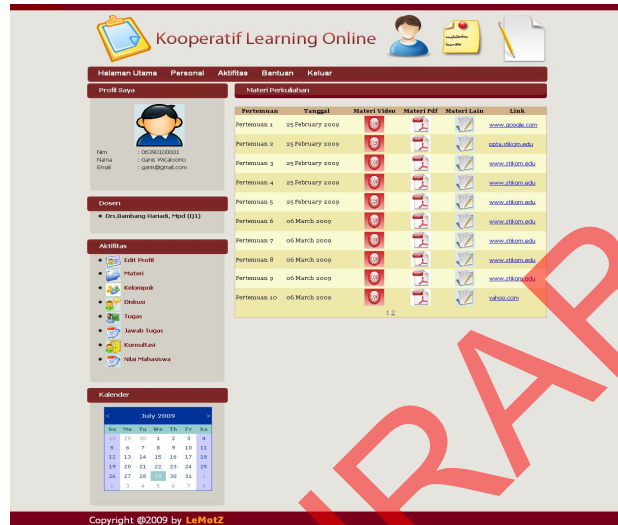 Kooperatif Learning Online
Halaman Utama Personal Aktifitas Bantuan Keluar
Profil Saya
Nim : 06390100001
Nama : Ganis Wicaksono
Email : ganis@gmail.com
Dosen
Drs.Bambang Hariadi, Mpd (Q1)
Aktifitas
Edit Profil
Materi
Kelompok
Diskusi
Tugas
Jawab Tugas
Konsultasi
Nilai Mahasiswa
Kalender
< July 2009 >
Su Mo Tu We Th Fr Sa
28 29 30 1 2 3 4
5 6 7 8 9 10 11
12 13 14 15 16 17 18
19 20 21 22 23 24 25
26 27 28 29 30 31 1
2 3 4 5 6 7 8
Materi Perkuliahan
Pertemuan Tanggal Materi Video Materi Pdf Materi Lain Link
Pertemuan 1 25 February 2009 www.google.com
Pertemuan 2 25 February 2009 ppta.stikom.edu
Pertemuan 3 25 February 2009 www.stikom.edu
Pertemuan 4 25 February 2009 www.stikom.edu
Pertemuan 5 25 February 2009 www.stikom.edu
Pertemuan 6 06 March 2009 www.stikom.edu
Pertemuan 7 06 March 2009 www.stikom.edu
Pertemuan 8 06 March 2009 www.stikom.edu
Pertemuan 9 06 March 2009 www.stikom.edu
Pertemuan 10 06 March 2009 yahoo.com
1 2
Copyright @2009 by LeMotZ